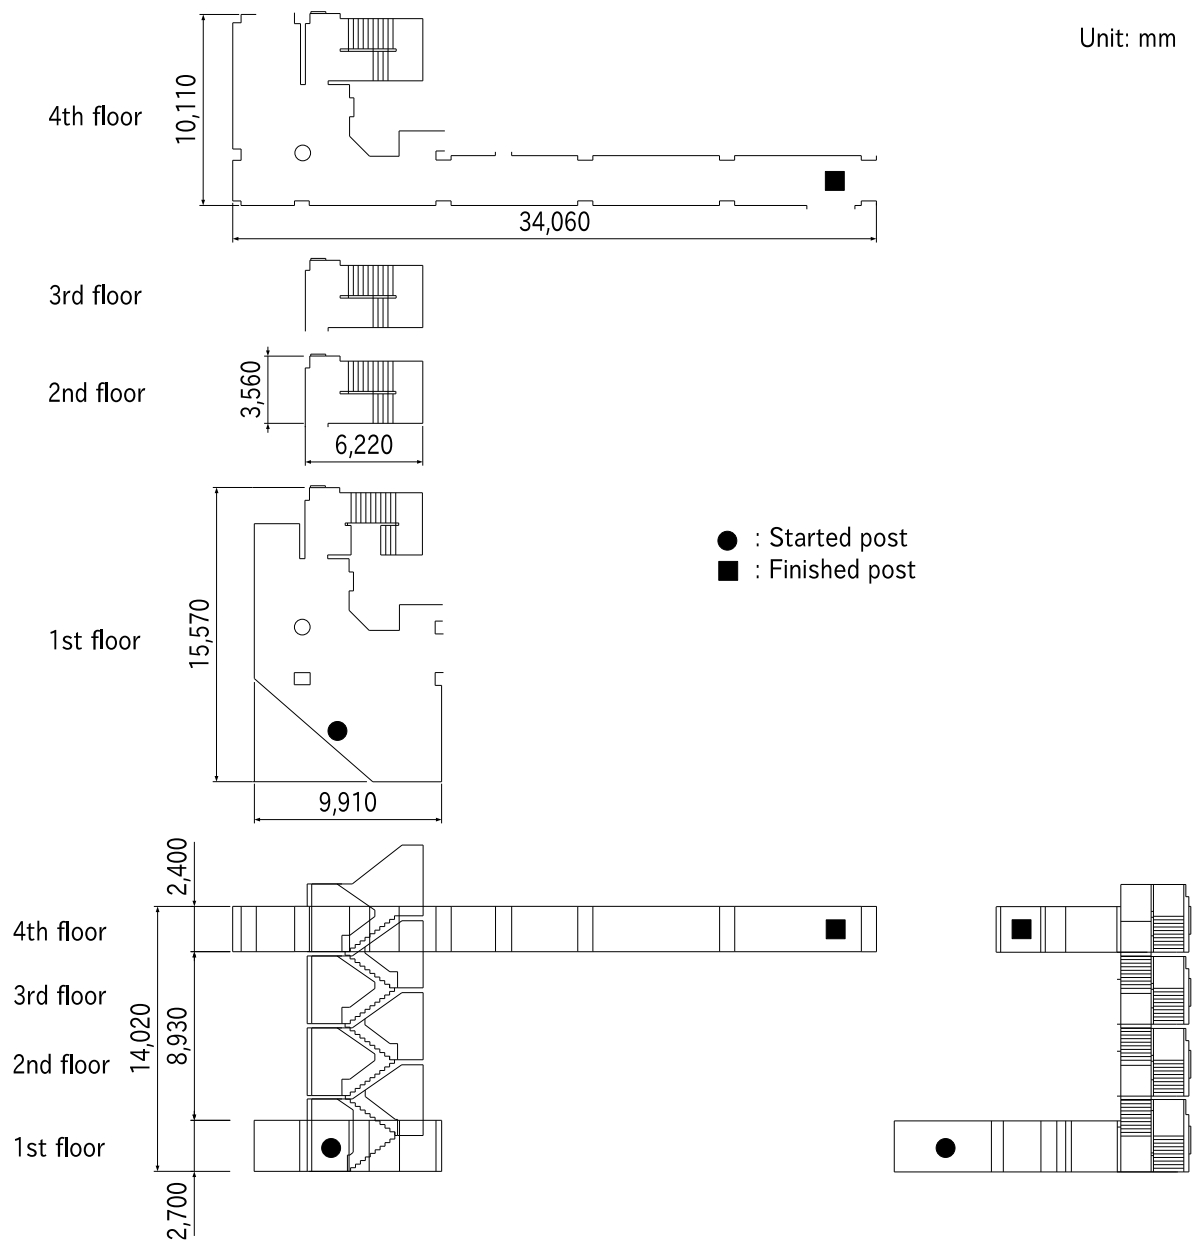 Unit: mm
4th floor
10,110
34,060
3rd floor
2nd floor
3,560
6,220
1st floor
15,570
9,910
: Started post
: Finished post
2,400
4th floor
3rd floor
2nd floor
1st floor
14,020
8,930
2,700